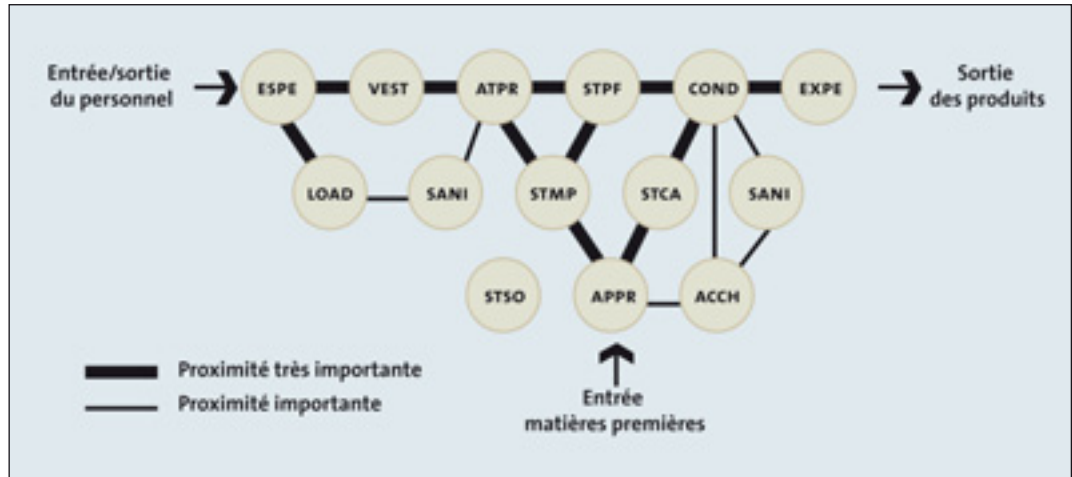 Entrée/sortie
du personnel
ESPE
VEST
ATPR
STPF
COND
EXPE
Sortie
des produits
LOAD
SANI
STMP
STCA
SANI
STSO
APPR
ACCH
Proximité très importante
Proximité importante
Entrée
matières premières